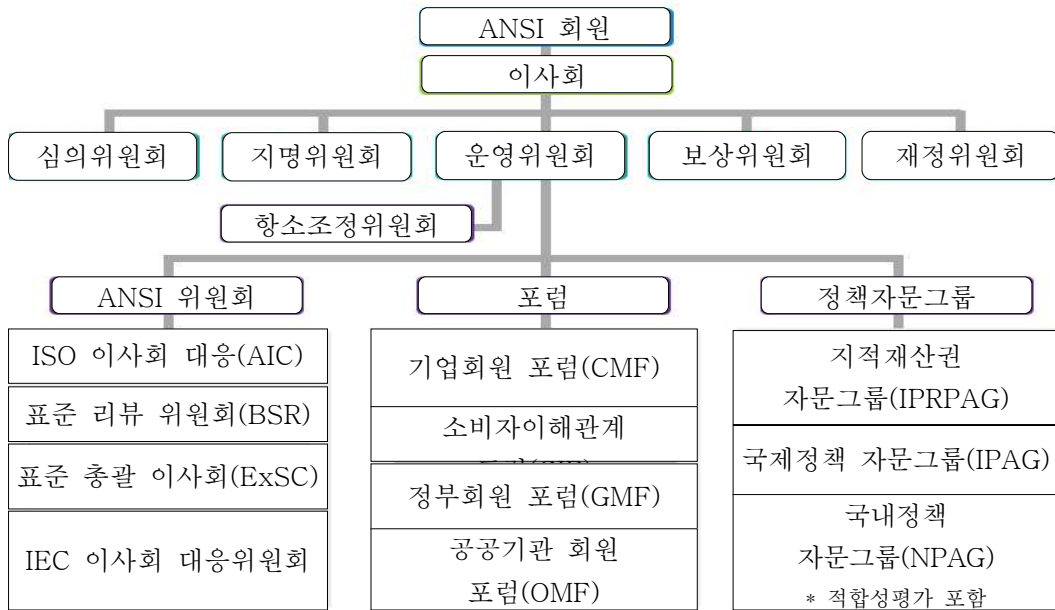 ANSI 회원
이사회
심의위원회
지명위원회
운영위원회
보상위원회
재정위원회
항소조정위원회
ANSI 위원회
포럼
정책자문그룹
ISO 이사회 대응(AIC)
표준 리뷰 위원회(BSR)
표준 총괄 이사회(ExSC)
IEC 이사회 대응위원회
기업회원 포럼(CMF)
소비자이해관계
정부회원 포럼(GMF)
공공기관 회원
포럼(OMF)
지적재산권
자문그룹(IPRPAG)
국제정책 자문그룹(IPAG)
국내정책
자문그룹(NPAG)
* 적합성평가 포함